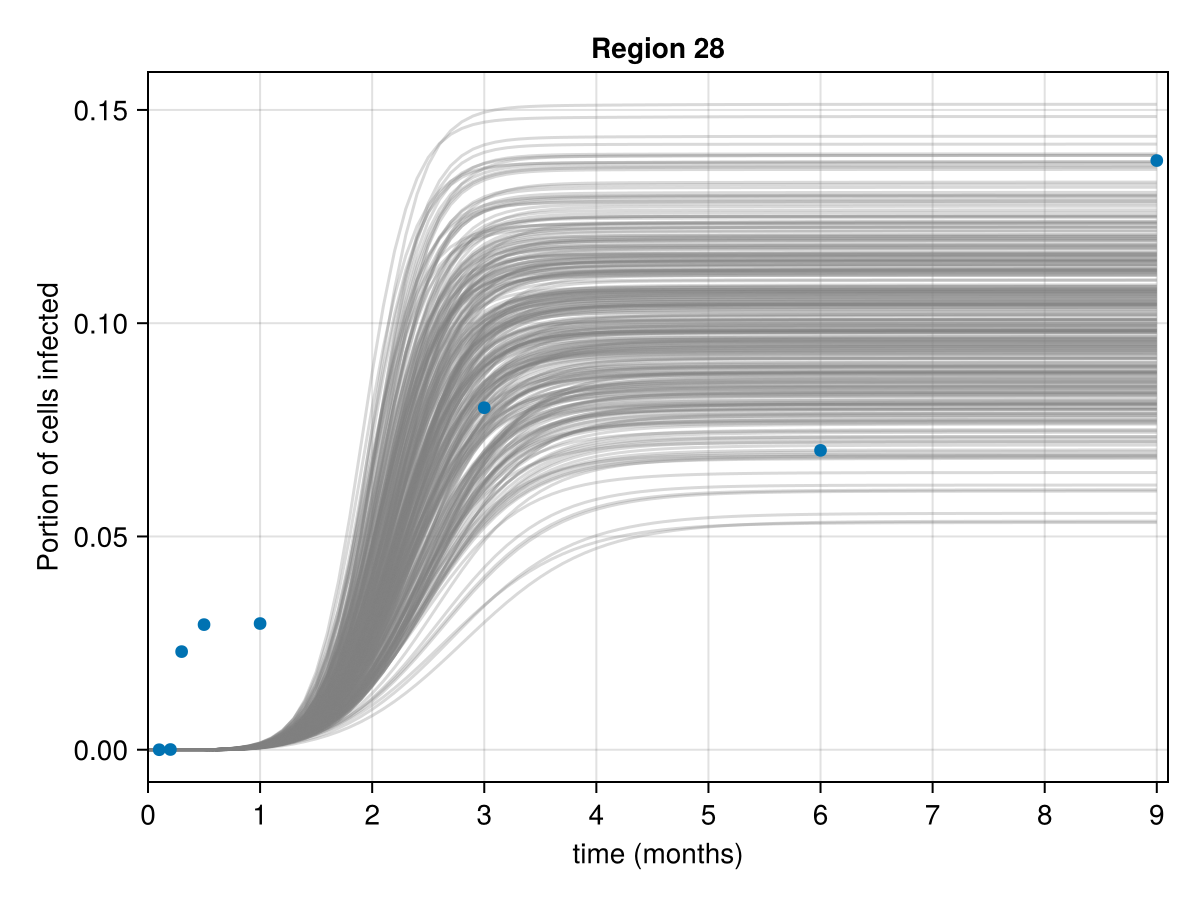 Region 28
0.15
0.10
0.05
0.00
Portion of cells infected
0 1 2 3 4 5 6 7 8 9
time (months)